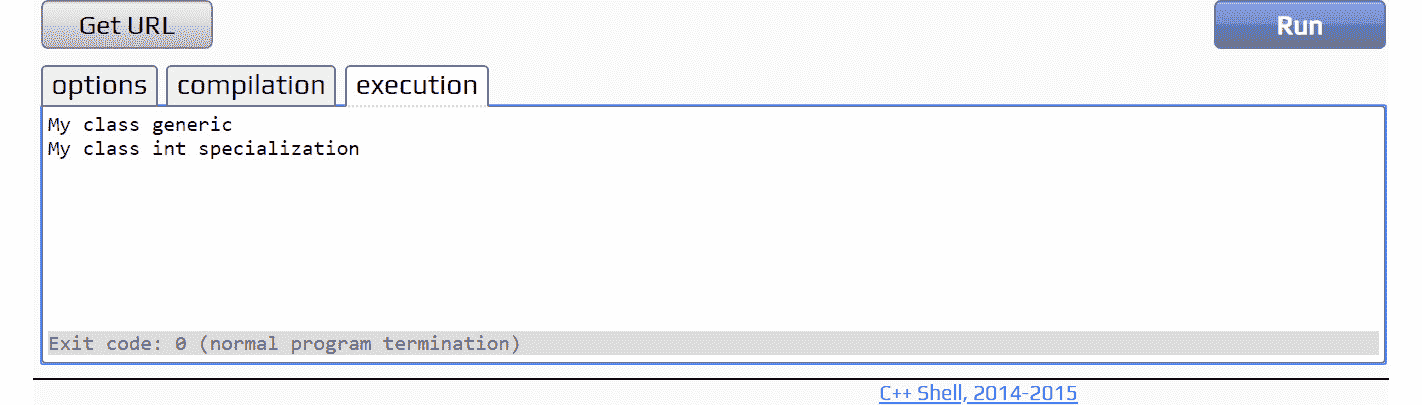 Get URL Run
options compilation execution
My class generic
My class int specialization
Exit code: 0 (normal program termination)
C++ Shell, 2014-2015